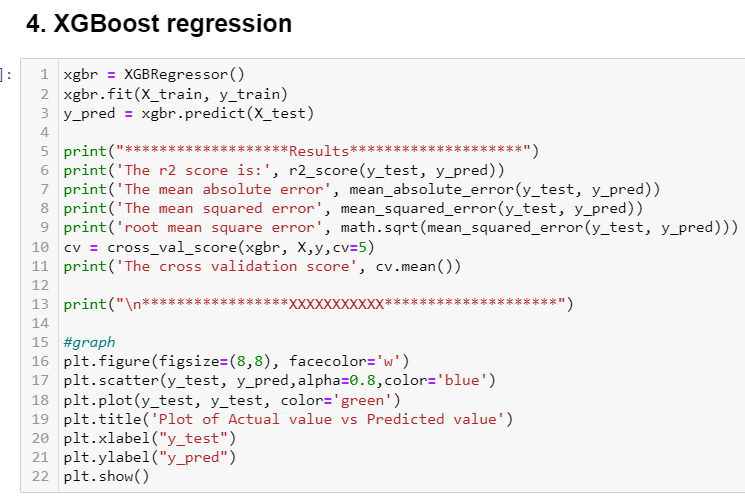 4. XGBoost regression
]:
1 xgbr = XGBRegressor()
2 xgbr.fit(X_train, y_train)
3 y_pred = xgbr.predict(X_test)
4
5 print("*******************Results********************")
6 print('The r2 score is:', r2_score(y_test, y_pred))
7 print('The mean absolute error', mean_absolute_error(y_test, y_pred))
8 print('The mean squared error', mean_squared_error(y_test, y_pred))
9 print('root mean square error', math.sqrt(mean_squared_error(y_test, y_pred)))
10 cv = cross_val_score(xgbr, X,y,cv=5)
11 print('The cross validation score', cv.mean())
12
13 print("\n*****************XXXXXXXXXXX********************")
14
15 #graph
16 plt.figure(figsize=(8,8), facecolor='w')
17 plt.scatter(y_test, y_pred,alpha=0.8,color='blue')
18 plt.plot(y_test, y_test, color='green')
19 plt.title('Plot of Actual value vs Predicted value')
20 plt.xlabel("y_test")
21 plt.ylabel("y_pred")
22 plt.show()